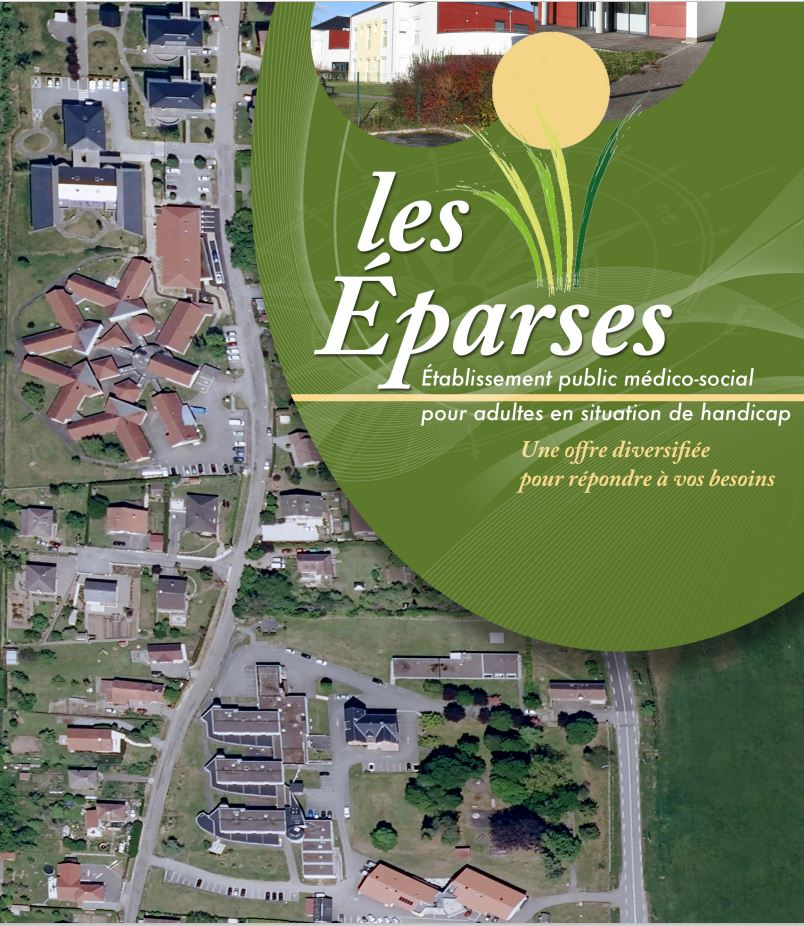 les
Éparses
Établissement public médico-social
pour adultes en situation de handicap
Une offre diversifiée
pour répondre à vos besoins